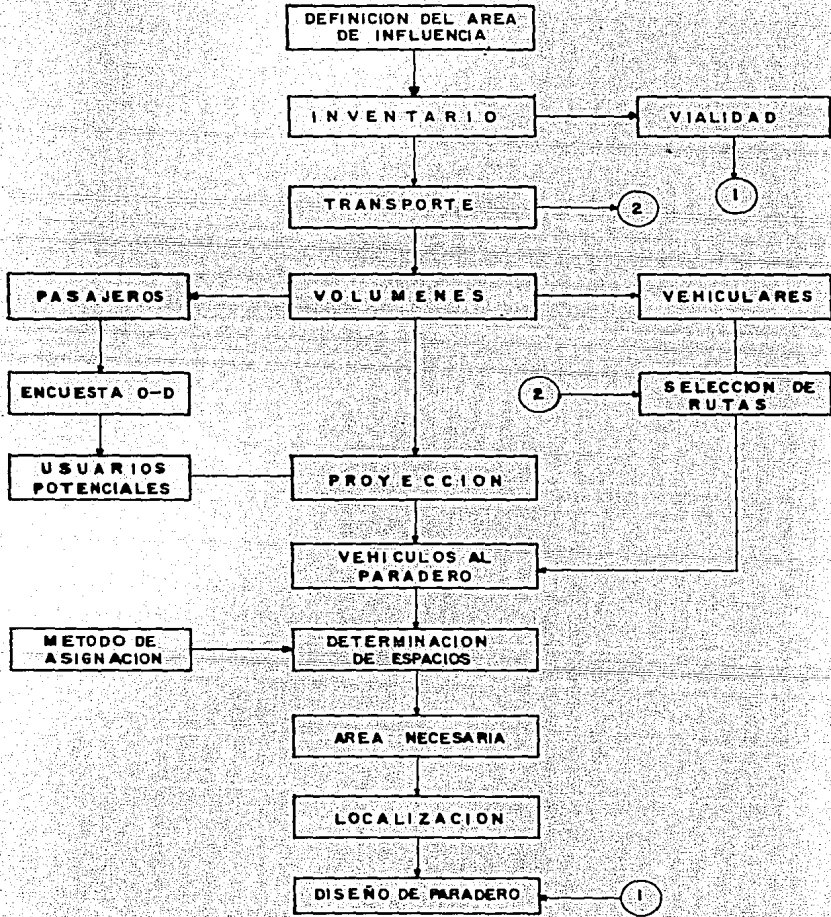 DEFINICION DEL AREA
DE INFLUENCIA
INVENTARIO
VIALIDAD
1
TRANSPORTE
2
PASAJEROS
VOLUMENES
VEHICULARES
ENCUESTA O-D
2
SELECCION DE
RUTAS
USUARIOS
POTENCIALES
PROYECCION
VEHICULOS AL
PARADERO
METODO DE
ASIGNACION
DETERMINACION
DE ESPACIOS
AREA NECESARIA
LOCALIZACION
DISEÑO DE PARADERO
1